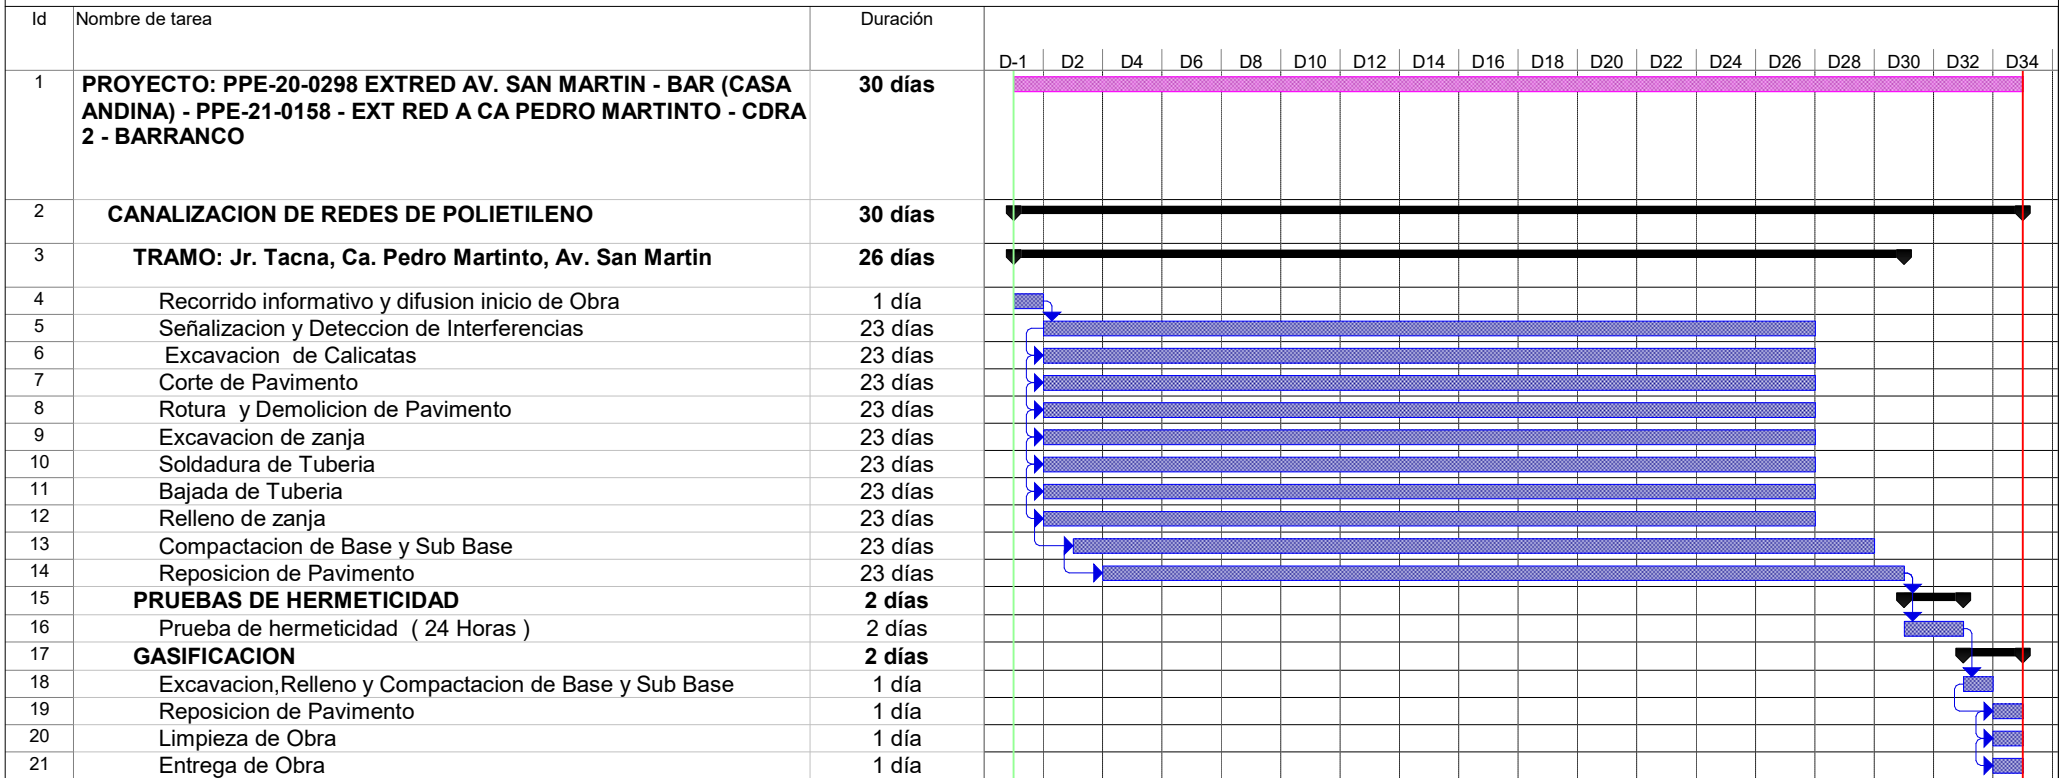 Id Nombre de tarea Duración
D-1 D2 D4 D6 D8 D10 D12 D14 D16 D18 D20 D22 D24 D26 D28 D30 D32 D34
1 PROYECTO: PPE-20-0298 EXTRED AV. SAN MARTIN - BAR (CASA 30 días
ANDINA) - PPE-21-0158 - EXT RED A CA PEDRO MARTINTO - CDRA
2 - BARRANCO
2 CANALIZACION DE REDES DE POLIETILENO 30 días
3 TRAMO: Jr. Tacna, Ca. Pedro Martinto, Av. San Martin 26 días
4 Recorrido informativo y difusion inicio de Obra 1 día
5 Señalizacion y Deteccion de Interferencias 23 días
6 Excavacion de Calicatas 23 días
7 Corte de Pavimento 23 días
8 Rotura y Demolicion de Pavimento 23 días
9 Excavacion de zanja 23 días
10 Soldadura de Tuberia 23 días
11 Bajada de Tuberia 23 días
12 Relleno de zanja 23 días
13 Compactacion de Base y Sub Base 23 días
14 Reposicion de Pavimento 23 días
15 PRUEBAS DE HERMETICIDAD 2 días
16 Prueba de hermeticidad ( 24 Horas ) 2 días
17 GASIFICACION 2 días
18 Excavacion,Relleno y Compactacion de Base y Sub Base 1 día
19 Reposicion de Pavimento 1 día
20 Limpieza de Obra 1 día
21 Entrega de Obra 1 día